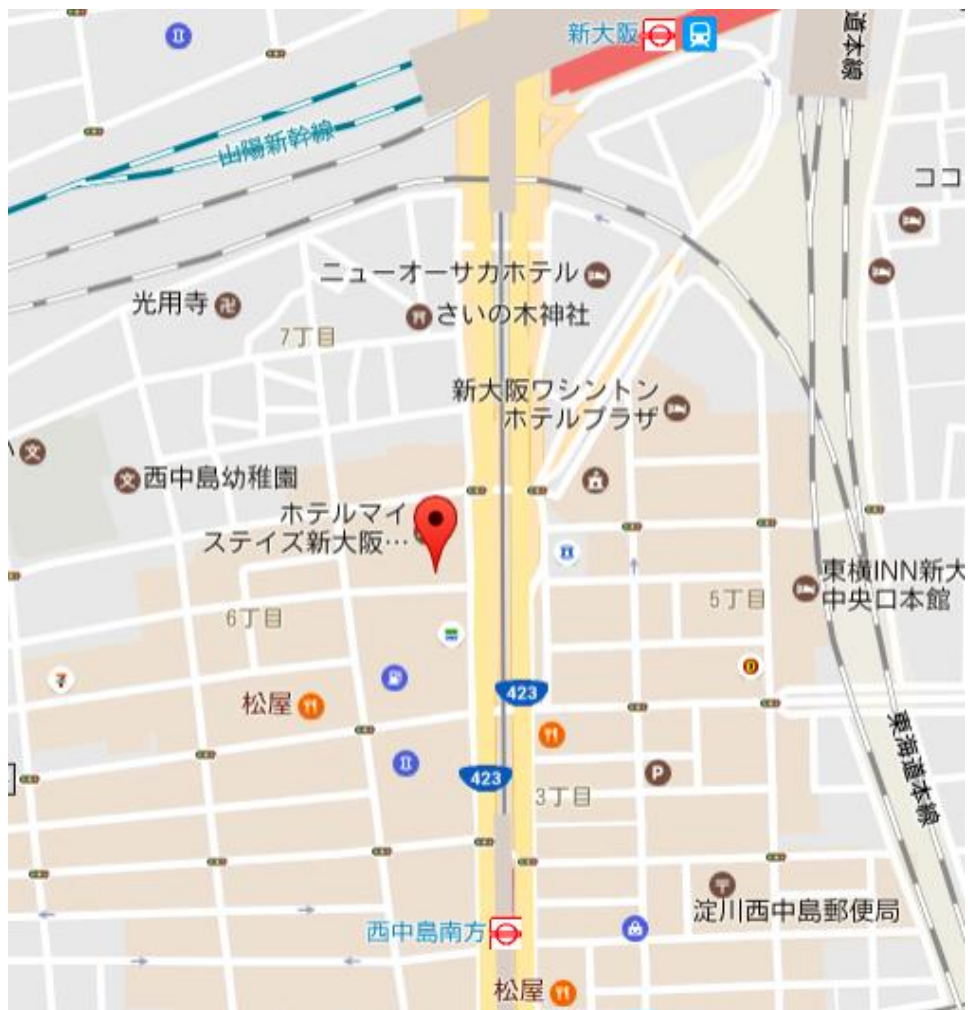 新大阪
道本線
山陽新幹線
ココ
ニューオーサカホテル
光用寺
さいの木神社
7丁目
新大阪ワシントン
ホテルプラザ
文
文
西中島幼稚園
ホテルマイ
ステイズ新大阪…
東横INN新大
中央口本館
5丁目
6丁目
423
松屋
東海道本線
P
423
3丁目
淀川西中島郵便局
西中島南方
松屋